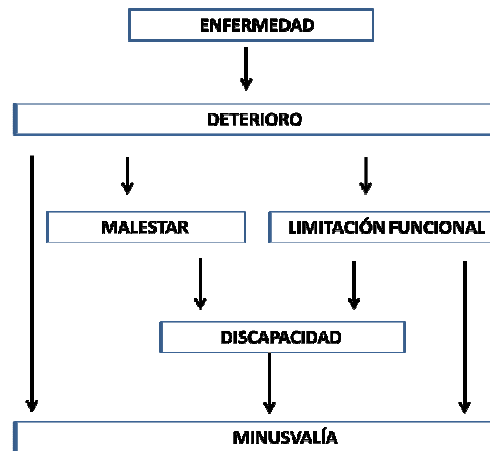 ENFERMEDAD
DETERIORO
MALESTAR
LIMITACIÓN FUNCIONAL
DISCAPACIDAD
MINUSVALÍA